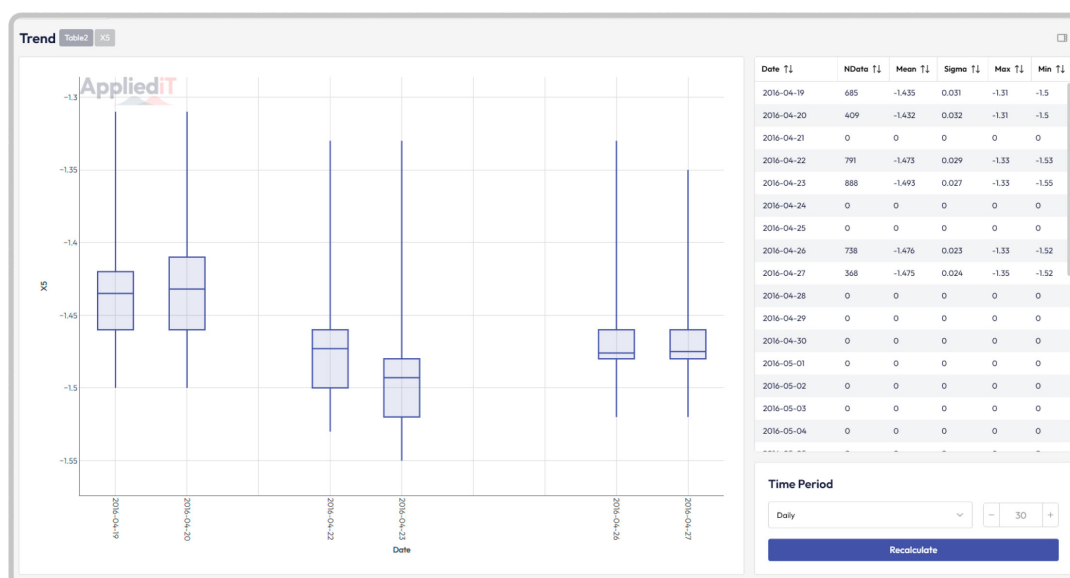 Trend Table2 X5
AppliediT
−1.3
−1.35
−1.4
−1.45
−1.5
−1.55
X5
2016-04-19
2016-04-20
2016-04-22
2016-04-23
2016-04-26
2016-04-27
Date
Date NData Mean Sigma Max Min
2016-04-19 685 -1.435 0.031 -1.31 -1.5
2016-04-20 409 -1.432 0.032 -1.31 -1.5
2016-04-21 0 0 0 0 0
2016-04-22 791 -1.473 0.029 -1.33 -1.53
2016-04-23 888 -1.493 0.027 -1.33 -1.55
2016-04-24 0 0 0 0 0
2016-04-25 0 0 0 0 0
2016-04-26 738 -1.476 0.023 -1.33 -1.52
2016-04-27 368 -1.475 0.024 -1.35 -1.52
2016-04-28 0 0 0 0 0
2016-04-29 0 0 0 0 0
2016-04-30 0 0 0 0 0
2016-05-01 0 0 0 0 0
2016-05-02 0 0 0 0 0
2016-05-03 0 0 0 0 0
2016-05-04 0 0 0 0 0
Time Period
Daily − 30 +
Recalculate